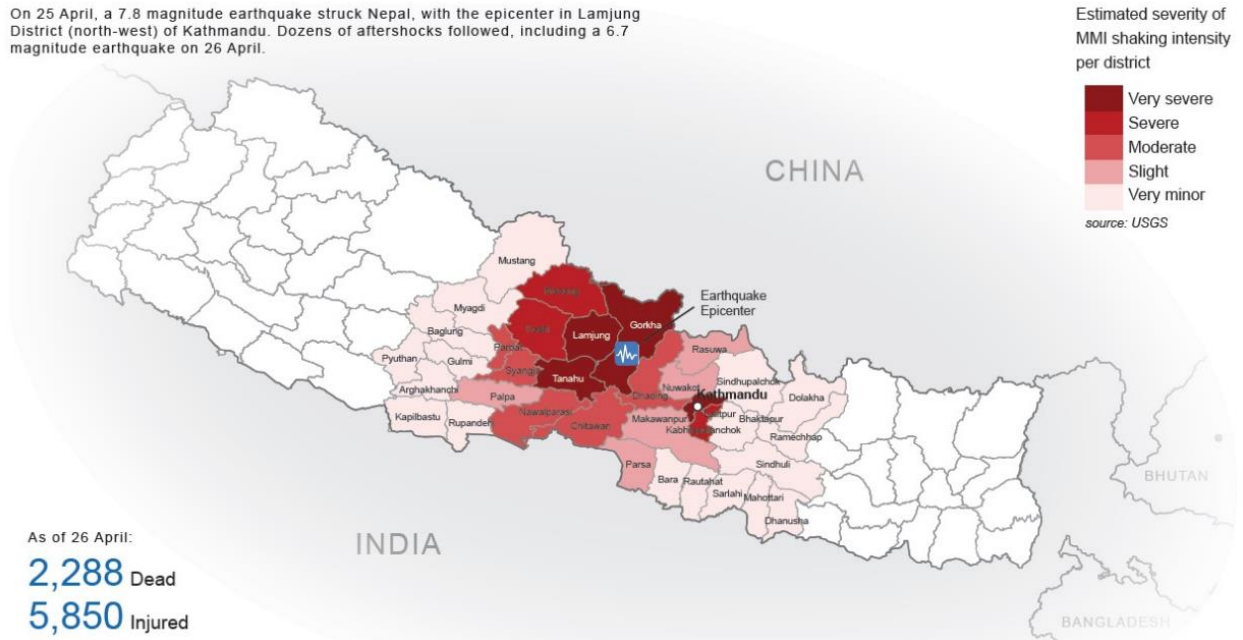 On 25 April, a 7.8 magnitude earthquake struck Nepal, with the epicenter in Lamjung
District (north-west) of Kathmandu. Dozens of aftershocks followed, including a 6.7
magnitude earthquake on 26 April.
Estimated severity of
MMI shaking intensity
per district
Very severe
Severe
Moderate
Slight
Very minor
source: USGS
CHINA
Mustang
Earthquake
Epicenter
Myagdi
Gorkha
Baglung
Lamjung
Parbat
Rasuwa
Pyuthan
Gulmi
Syangja
Tanahu
Sindhupalchok
Arghakhanchi
Palpa
Dhading
Nuwakot
Kathmandu
Dolakha
Kapilbastu
Rupandehi
Nawalparasi
Chitawan
Makawanpur
Bhaktapur
Ramechhap
Parsa
Sindhuli
Bara
Rautahat
Sarlahi
Mahottari
Dhanusha
BHUTAN
INDIA
BANGLADESH
As of 26 April:
2,288 Dead
5,850 Injured